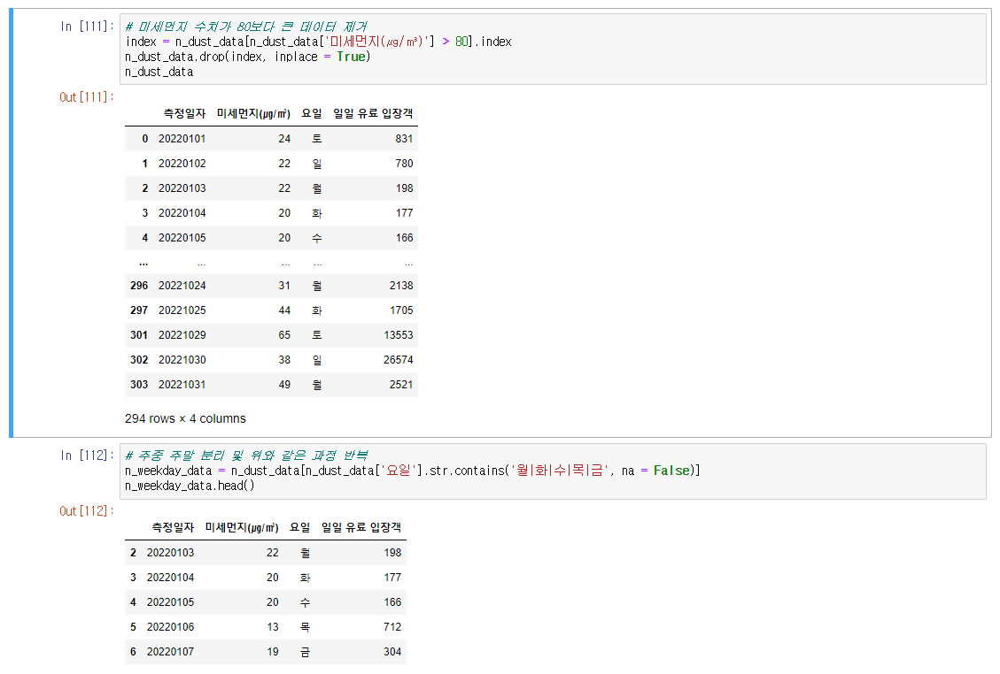 In [111]:
# 미세먼지 수치가 80보다 큰 데이터 제거
index = n_dust_data[n_dust_data['미세먼지(㎍/㎥)'] > 80].index
n_dust_data.drop(index, inplace = True)
n_dust_data
Out[111]:
측정일자 미세먼지(㎍/㎥) 요일 일일 유료 입장객
0 20220101 24 토 831
1 20220102 22 일 780
2 20220103 22 월 198
3 20220104 20 화 177
4 20220105 20 수 166
... ... ... ... ...
296 20221024 31 월 2138
297 20221025 44 화 1705
301 20221029 65 토 13553
302 20221030 38 일 26574
303 20221031 49 월 2521
294 rows × 4 columns
In [112]:
# 주중 주말 분리 및 위와 같은 과정 반복
n_weekday_data = n_dust_data[n_dust_data['요일'].str.contains('월|화|수|목|금', na = False)]
n_weekday_data.head()
Out[112]:
측정일자 미세먼지(㎍/㎥) 요일 일일 유료 입장객
2 20220103 22 월 198
3 20220104 20 화 177
4 20220105 20 수 166
5 20220106 13 목 712
6 20220107 19 금 304